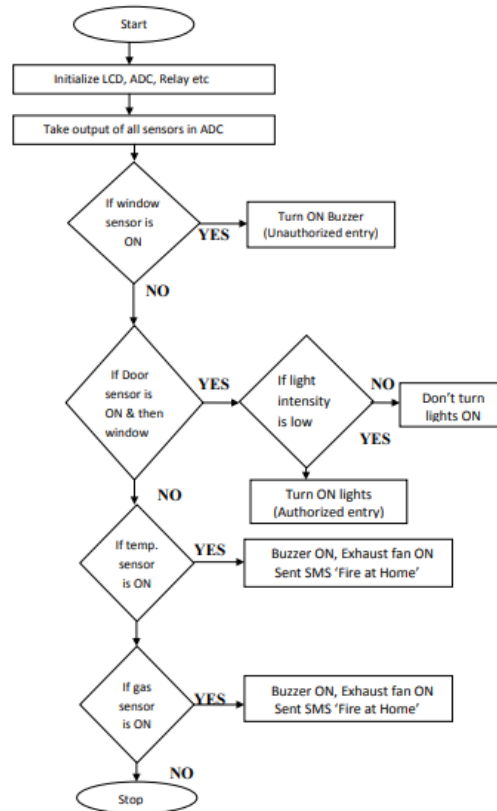 Start
Initialize LCD, ADC, Relay etc
Take output of all sensors in ADC
If window
sensor is
ON
YES
Turn ON Buzzer
(Unauthorized entry)
NO
If Door
sensor is
ON & then
window
YES
If light
intensity
is low
NO
Don't turn
lights ON
YES
Turn ON lights
(Authorized entry)
NO
If temp.
sensor
is ON
YES
Buzzer ON, Exhaust fan ON
Sent SMS ‘Fire at Home’
If gas
sensor
is ON
YES
Buzzer ON, Exhaust fan ON
Sent SMS ‘Fire at Home’
NO
Stop